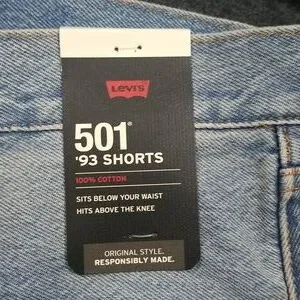 Levi's
501®
'93 SHORTS
100% COTTON
SITS BELOW YOUR WAIST
HITS ABOVE THE KNEE
ORIGINAL STYLE.
RESPONSIBLY MADE.